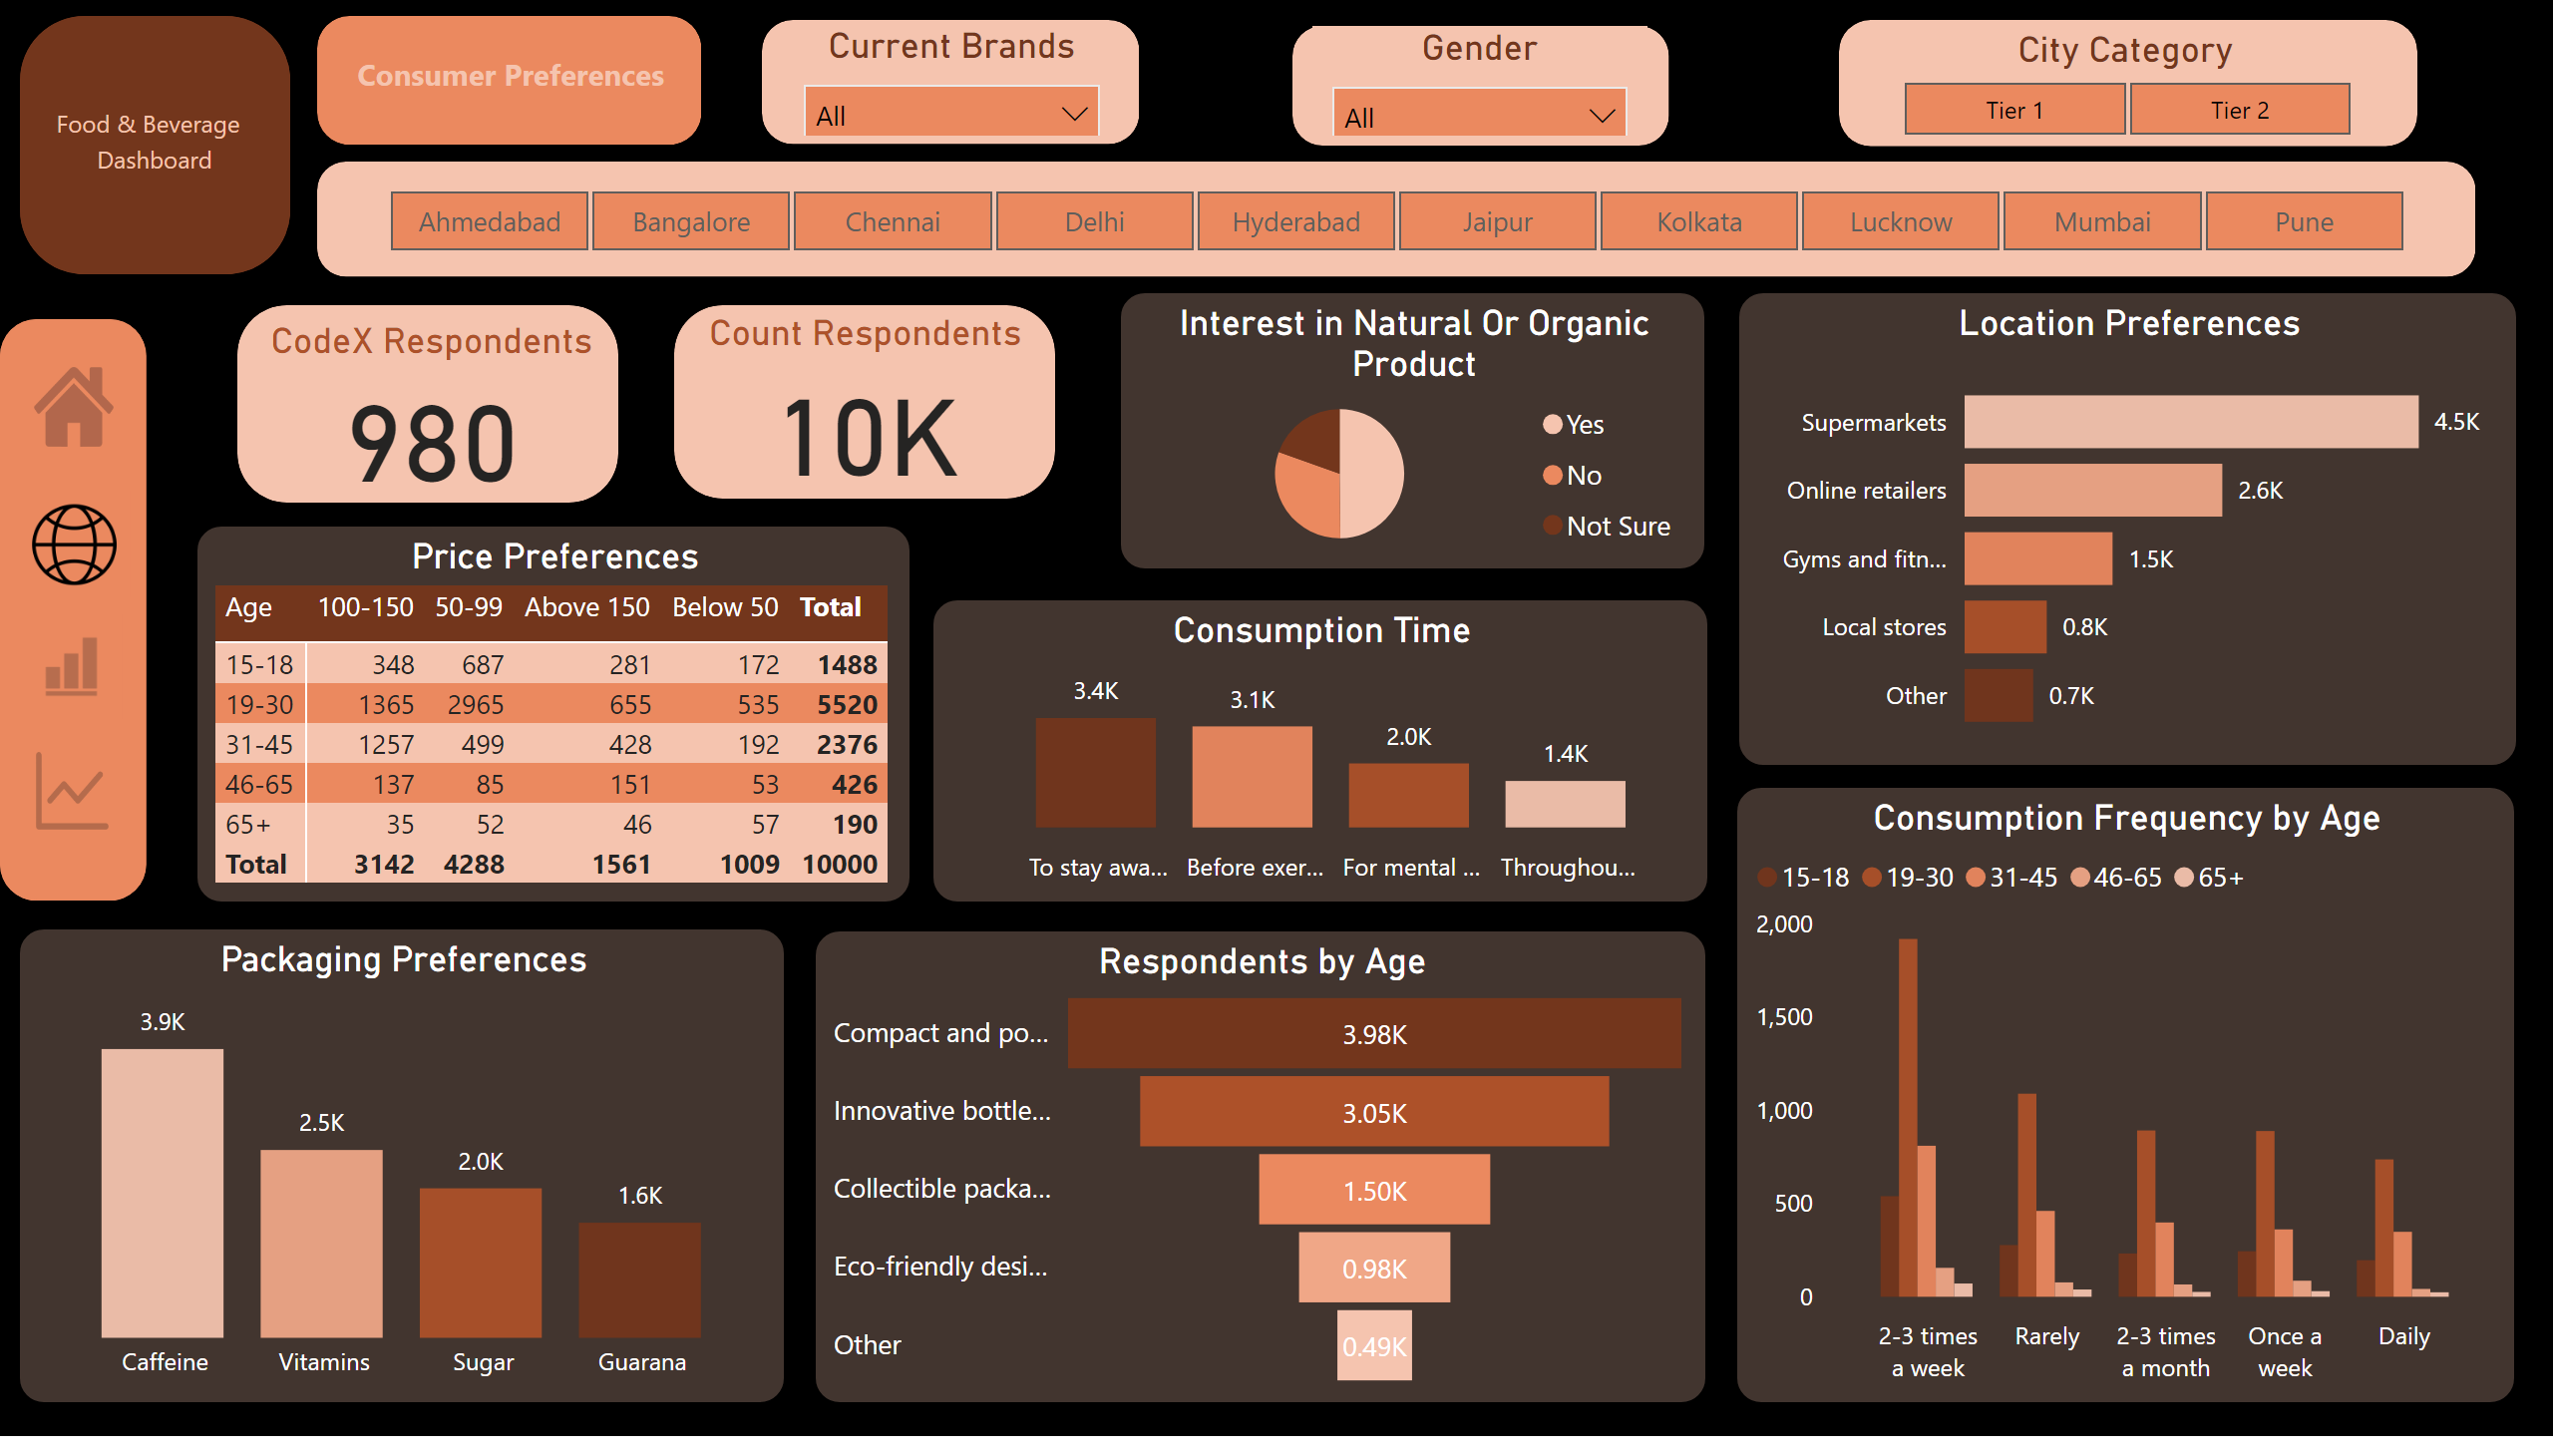 Food & Beverage
Dashboard
Consumer Preferences
Current Brands
All
Gender
All
City Category
Tier 1 Tier 2
Ahmedabad Bangalore Chennai Delhi Hyderabad Jaipur Kolkata Lucknow Mumbai Pune
CodeX Respondents
980
Count Respondents
10K
Interest in Natural Or Organic
Product
Yes
No
Not Sure
Location Preferences
Supermarkets 4.5K
Online retailers 2.6K
Gyms and fitn... 1.5K
Local stores 0.8K
Other 0.7K
Price Preferences
Age 100-150 50-99 Above 150 Below 50 Total
15-18 348 687 281 172 1488
19-30 1365 2965 655 535 5520
31-45 1257 499 428 192 2376
46-65 137 85 151 53 426
65+ 35 52 46 57 190
Total 3142 4288 1561 1009 10000
Consumption Time
3.4K 3.1K 2.0K 1.4K
To stay awa... Before exer... For mental ... Throughou...
Consumption Frequency by Age
15-18 19-30 31-45 46-65 65+
2,000
1,500
1,000
500
0
2-3 times Rarely 2-3 times Once a Daily
a week a month week
Packaging Preferences
3.9K
2.5K
2.0K
1.6K
Caffeine Vitamins Sugar Guarana
Respondents by Age
Compact and po... 3.98K
Innovative bottle... 3.05K
Collectible packa... 1.50K
Eco-friendly desi... 0.98K
Other 0.49K